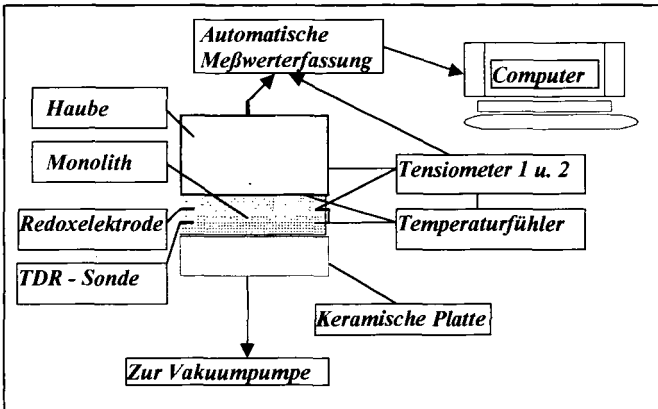 Automatische
Meßwerterfassung
Computer
Haube
Monolith
Tensiometer 1 u. 2
Redoxelektrode
Temperaturfühler
TDR - Sonde
Keramische Platte
Zur Vakuumpumpe